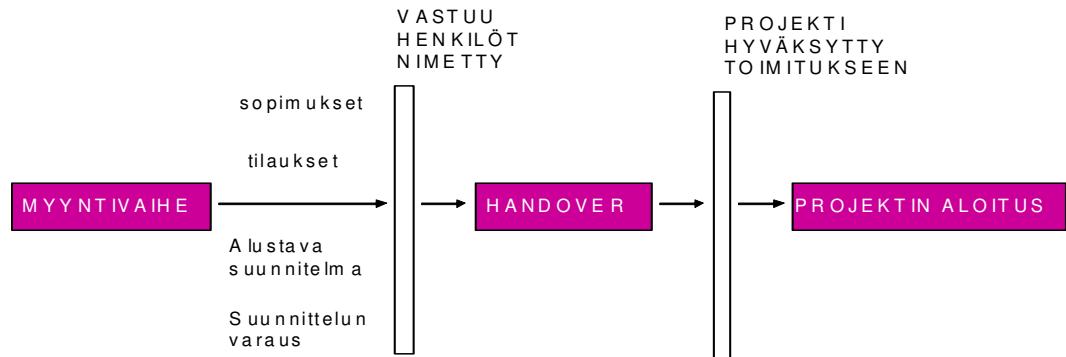 VASTUU
HENKILÖT
NIMETTY
PROJEKTI
HYVÄKSYTTY
TOIMITUKSEEN
sopimukset
tilaukset
MYYNTIVAIHE
HANDOVER
PROJEKTIN ALOITUS
Alustava
suunnitelma
Suunnittelun
varaus